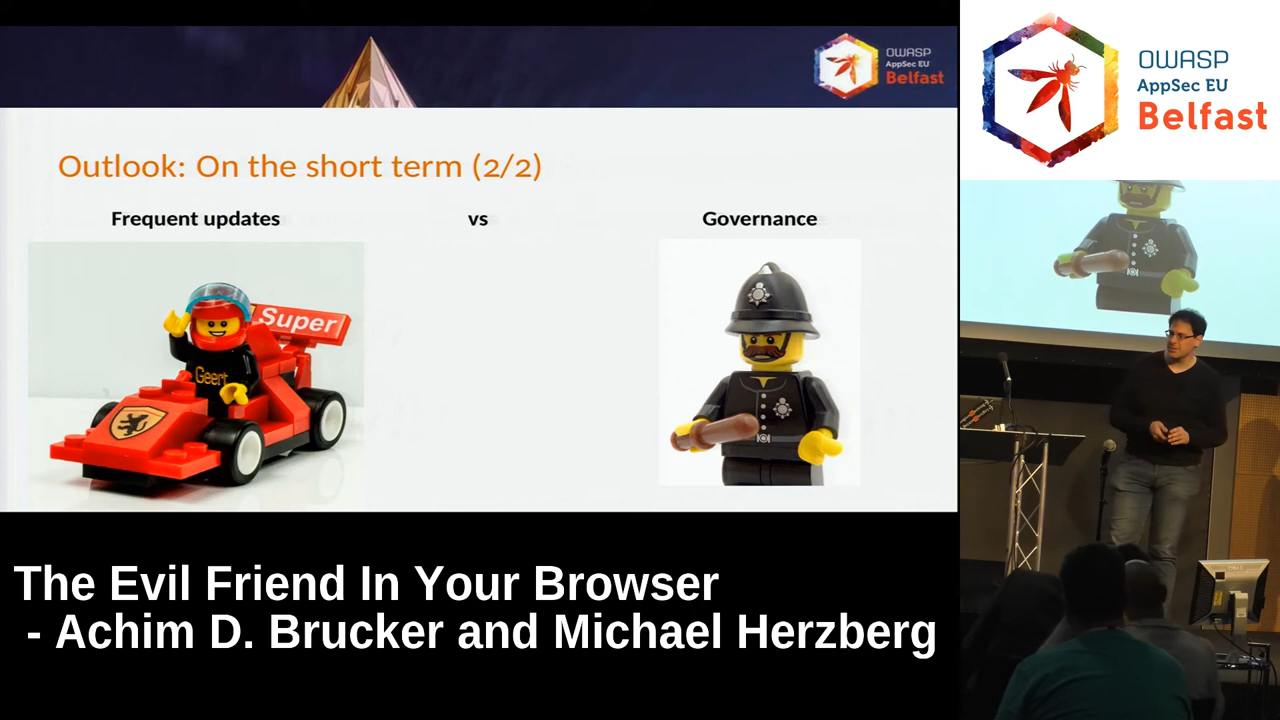 OWASP
AppSec EU
Belfast
Outlook: On the short term (2/2)
Frequent updates
vs
Governance
Super
Geert
OWASP
AppSec EU
Belfast
The Evil Friend In Your Browser
- Achim D. Brucker and Michael Herzberg